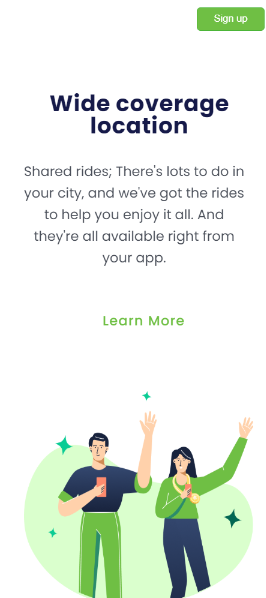 Sign up
Wide coverage
location
Shared rides; There's lots to do in
your city, and we've got the rides
to help you enjoy it all. And
they're all available right from
your app.
Learn More